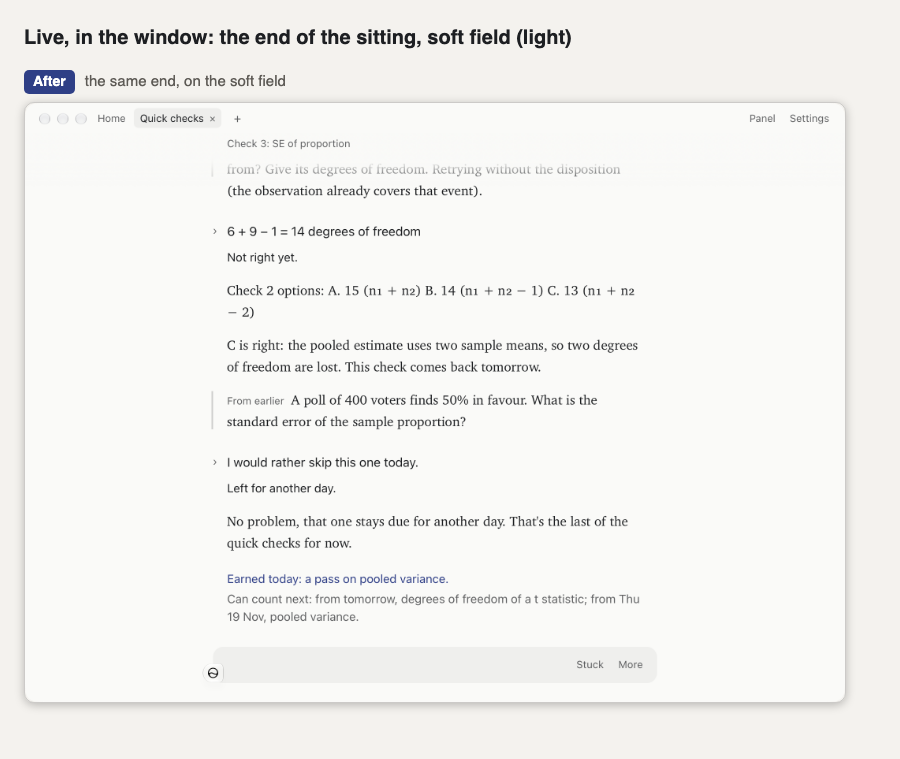 Live, in the window: the end of the sitting, soft field (light)
After the same end, on the soft field
Home Quick checks × + Panel Settings
Check 3: SE of proportion
from? Give its degrees of freedom. Retrying without the disposition
(the observation already covers that event).
› 6 + 9 − 1 = 14 degrees of freedom
Not right yet.
Check 2 options: A. 15 (n₁ + n₂) B. 14 (n₁ + n₂ − 1) C. 13 (n₁ + n₂
− 2)
C is right: the pooled estimate uses two sample means, so two degrees
of freedom are lost. This check comes back tomorrow.
From earlier A poll of 400 voters finds 50% in favour. What is the
standard error of the sample proportion?
› I would rather skip this one today.
Left for another day.
No problem, that one stays due for another day. That's the last of the
quick checks for now.
Earned today: a pass on pooled variance.
Can count next: from tomorrow, degrees of freedom of a t statistic; from Thu
19 Nov, pooled variance.
Stuck More